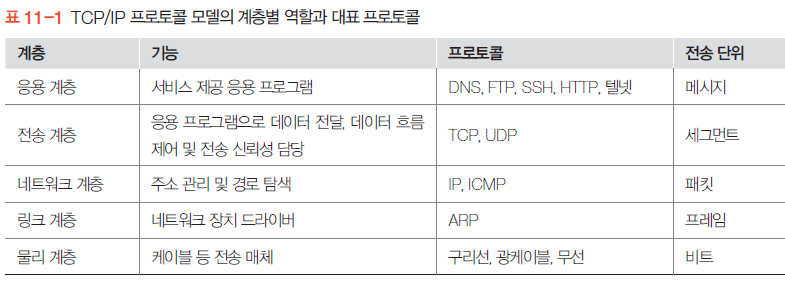 표 11-1 TCP/IP 프로토콜 모델의 계층별 역할과 대표 프로토콜
계층 기능 프로토콜 전송 단위
응용 계층 서비스 제공 응용 프로그램 DNS, FTP, SSH, HTTP, 텔넷 메시지
전송 계층 응용 프로그램으로 데이터 전달, 데이터 흐름
제어 및 전송 신뢰성 담당 TCP, UDP 세그먼트
네트워크 계층 주소 관리 및 경로 탐색 IP, ICMP 패킷
링크 계층 네트워크 장치 드라이버 ARP 프레임
물리 계층 케이블 등 전송 매체 구리선, 광케이블, 무선 비트